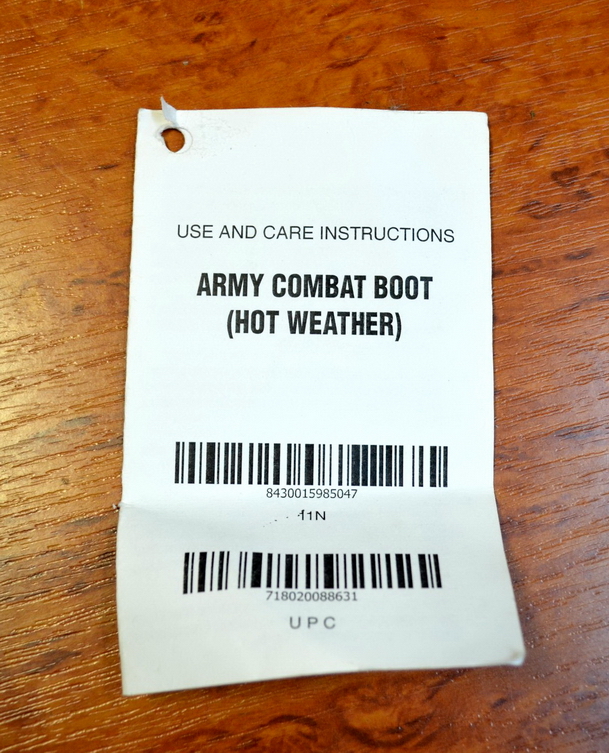 USE AND CARE INSTRUCTIONS
ARMY COMBAT BOOT
(HOT WEATHER)
8430015985047
11N
718020088631
UPC